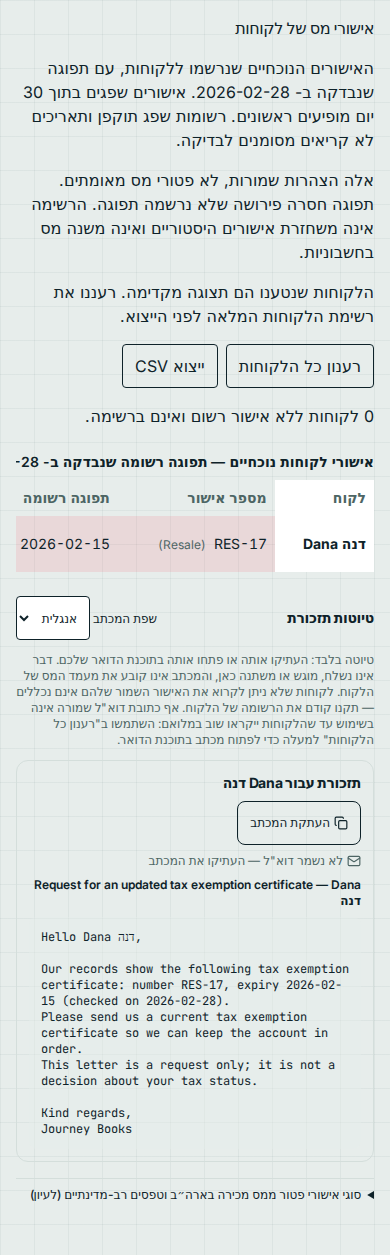 אישורי מס של לקוחות
האישורים הנוכחיים שנרשמו ללקוחות, עם תפוגה
שנבדקה ב- 2026-02-28. אישורים שפגים בתוך 30
יום מופיעים ראשונים. רשומות שפג תוקפן ותאריכים
לא קריאים מסומנים לבדיקה.
אלה הצהרות שמורות, לא פטורי מס מאומתים.
תפוגה חסרה פירושה שלא נרשמה תפוגה. הרשימה
אינה משחזרת אישורים היסטוריים ואינה משנה מס
בחשבוניות.
הלקוחות שנטענו הם תצוגה מקדימה. רעננו את
רשימת הלקוחות המלאה לפני הייצוא.
רענון כל הלקוחות
ייצוא CSV
0 לקוחות ללא אישור רשום ואינם ברשימה.
אישורי לקוחות נוכחיים — תפוגה רשומה שנבדקה ב- 28-
לקוח
מספר אישור
תפוגה רשומה
דנה Dana
RES-17 (Resale)
2026-02-15
טיוטות תזכורת
שפת המכתב
אנגלית
טיוטה בלבד: העתיקו אותה או פתחו אותה בתוכנת הדואר שלכם. דבר
אינו נשלח, מוגש או משתנה כאן, והמכתב אינו קובע את מעמד המס של
הלקוח. לקוחות שלא ניתן לקרוא את האישור השמור שלהם אינם נכללים
— תקנו קודם את הרשומה של הלקוח. אף כתובת דוא"ל שמורה אינה
בשימוש עד שהלקוחות ייקראו שוב במלואם: השתמשו ב"רענון כל
הלקוחות" למעלה כדי לפתוח מכתב בתוכנת הדואר.
תזכורת עבור Dana דנה
העתקת המכתב
לא נשמר דוא"ל — העתיקו את המכתב
Request for an updated tax exemption certificate — Dana
דנה
Hello Dana דנה,
Our records show the following tax exemption
certificate: number RES-17, expiry 2026-02-
15 (checked on 2026-02-28).
Please send us a current tax exemption
certificate so we can keep the account in
order.
This letter is a request only; it is not a
decision about your tax status.
Kind regards,
Journey Books
סוגי אישורי פטור ממס מכירה בארה״ב וטפסים רב-מדינתיים (לעיון)